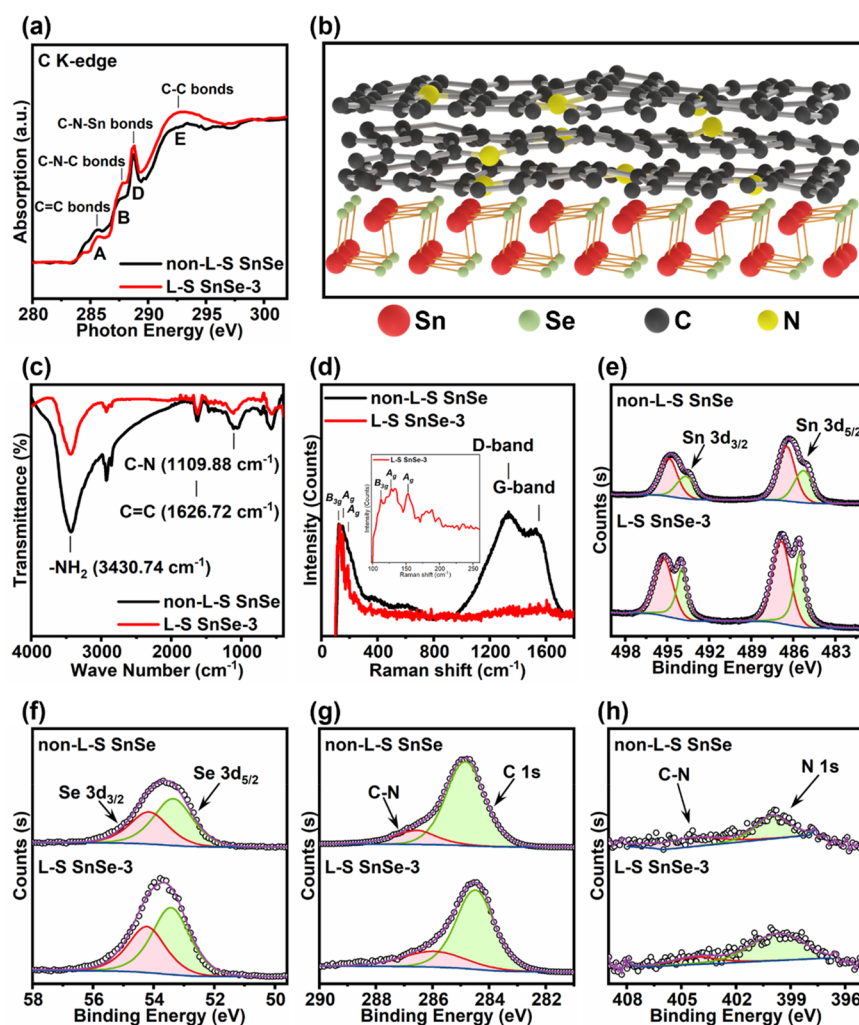 (a)
C K-edge
C-C bonds
C-N-Sn bonds
C-N-C bonds
C=C bonds
A
B
D
E
non-L-S SnSe
L-S SnSe-3
Absorption (a.u.)
280 285 290 295 300
Photon Energy (eV)
(b)
Sn Se C N
(c)
C-N (1109.88 cm-1)
C=C (1626.72 cm-1)
-NH2 (3430.74 cm-1)
non-L-S SnSe
L-S SnSe-3
Transmittance (%)
4000 3000 2000 1000
Wave Number (cm-1)
(d)
non-L-S SnSe
L-S SnSe-3
D-band
G-band
B3g Ag
Ag
L-S SnSe-3
B3g Ag Ag
Intensity (Counts)
100 150 200 250
Raman shift (cm-1)
Intensity (Counts)
0 400 800 1200 1600
Raman shift (cm-1)
(e)
non-L-S SnSe
Sn 3d3/2
Sn 3d5/2
L-S SnSe-3
Counts (s)
498 495 492 489 486 483
Binding Energy (eV)
(f)
non-L-S SnSe
Se 3d3/2
Se 3d5/2
L-S SnSe-3
Counts (s)
58 56 54 52 50
Binding Energy (eV)
(g)
non-L-S SnSe
C-N
C 1s
L-S SnSe-3
Counts (s)
290 288 286 284 282
Binding Energy (eV)
(h)
non-L-S SnSe
C-N
N 1s
L-S SnSe-3
Counts (s)
408 405 402 399 396
Binding Energy (eV)